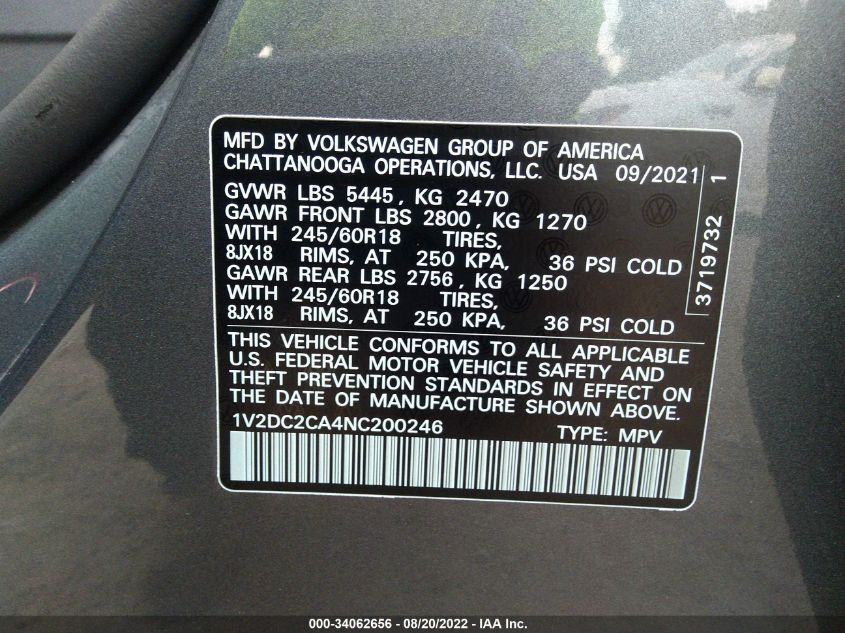 MFD BY VOLKSWAGEN GROUP OF AMERICA
CHATTANOOGA OPERATIONS, LLC. USA 09/2021
GVWR LBS 5445, KG 2470
GAWR FRONT LBS 2800, KG 1270
WITH 245/60R18 TIRES,
8JX18 RIMS, AT 250 KPA, 36 PSI COLD
GAWR REAR LBS 2756, KG 1250
WITH 245/60R18 TIRES,
8JX18 RIMS, AT 250 KPA, 36 PSI COLD
3719732 1
THIS VEHICLE CONFORMS TO ALL APPLICABLE
U.S. FEDERAL MOTOR VEHICLE SAFETY AND
THEFT PREVENTION STANDARDS IN EFFECT ON
THE DATE OF MANUFACTURE SHOWN ABOVE.
1V2DC2CA4NC200246 TYPE: MPV
000-34062656 - 08/20/2022 - IAA Inc.